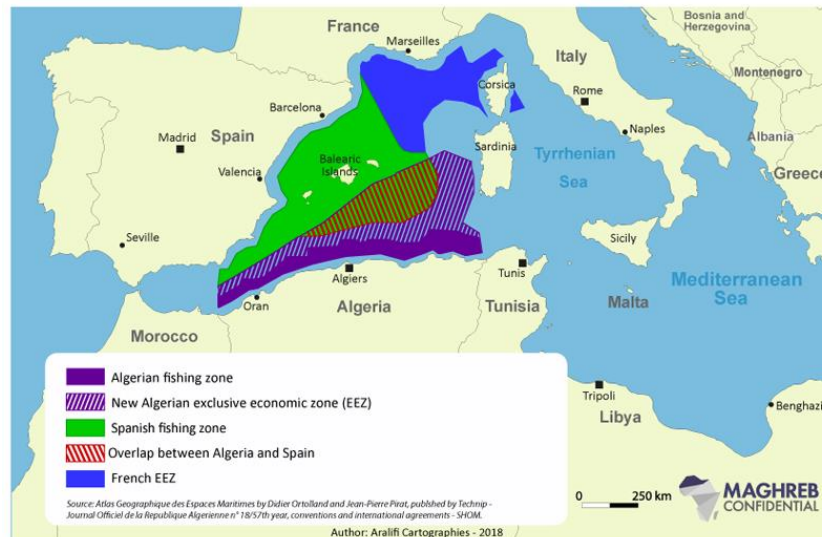 Bosnia and
Herzegovina
France
Marseilles
Italy
Montenegro
Corsica
Barcelona
Rome
Madrid
Spain
Naples
Albania
Sardinia
Balearic
Islands
Tyrrhenian
Sea
Valencia
Greece
Seville
Sicily
Algiers
Tunis
Mediterranean
Sea
Oran
Algeria
Tunisia
Malta
Morocco
Tripoli
Libya
Benghazi
Algerian fishing zone
New Algerian exclusive economic zone (EEZ)
Spanish fishing zone
Overlap between Algeria and Spain
French EEZ
Source: Atlas Geographique des Espaces Maritimes by Didier Ortolland and Jean-Pierre Pirat, publshed by Technip -
Journal Officiel de la Republique Algerienne n° 18/57th year, conventions and international agreements - SHOM.
0 250 km
MAGHREB
CONFIDENTIAL
Author: Aralifi Cartographies - 2018